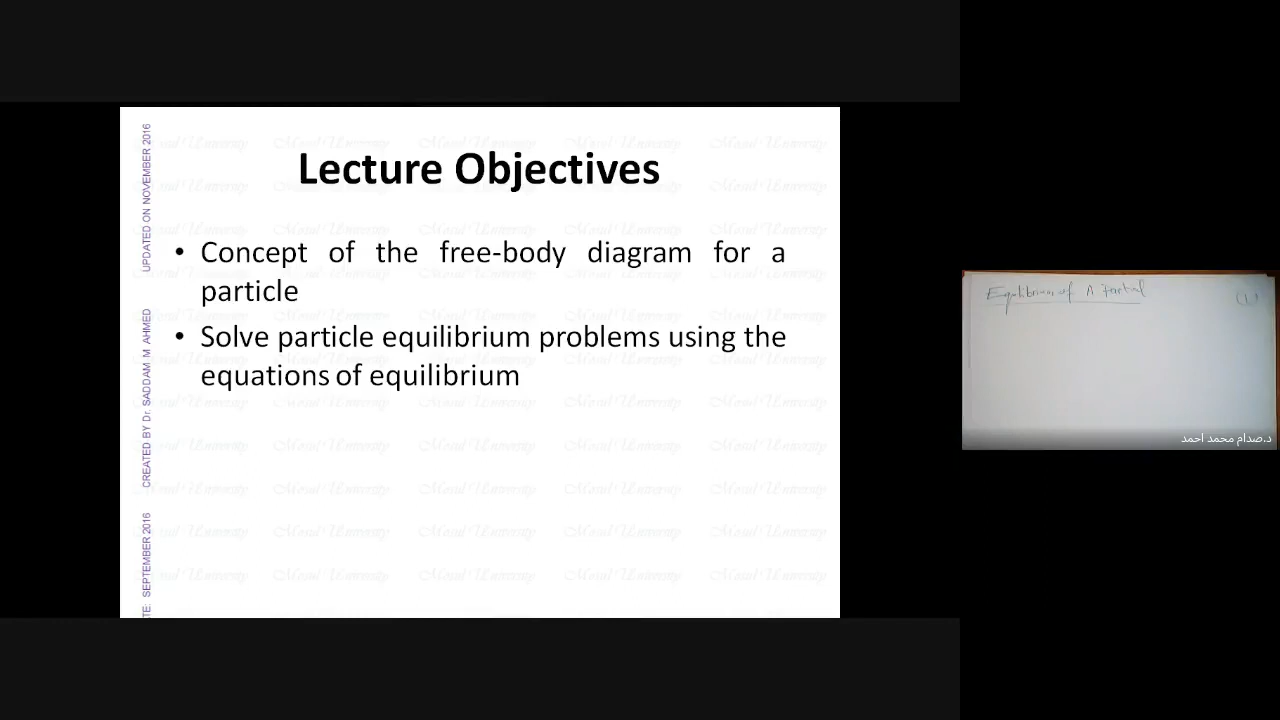 Lecture Objectives
• Concept of the free-body diagram for a
particle
• Solve particle equilibrium problems using the
equations of equilibrium
UPDATED ON NOVEMBER 2016
CREATED BY Dr. SADDAM M AHMED
TE: SEPTEMBER 2016
Mosul University
Equilibrium of A
(1)
د.صدام محمد احمد